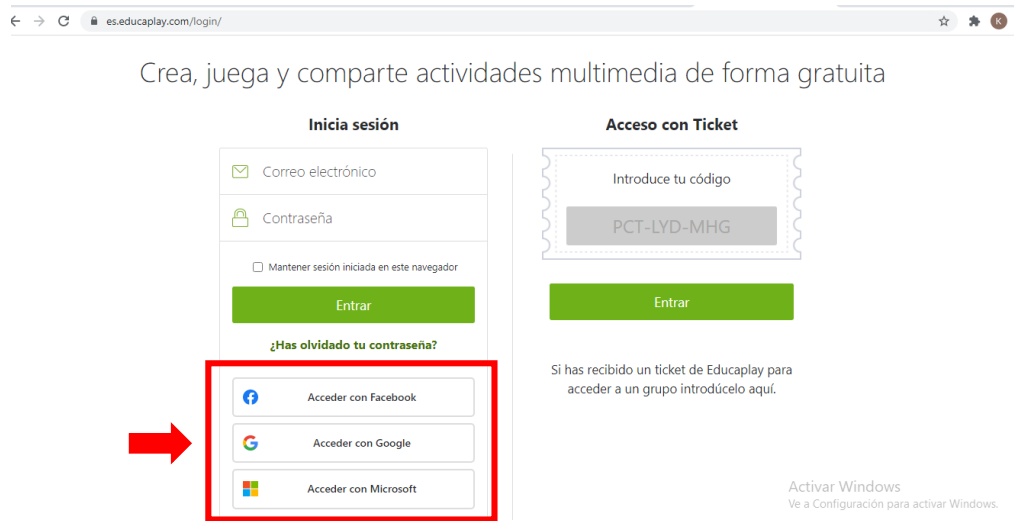 es.educaplay.com/login/
K
Crea, juega y comparte actividades multimedia de forma gratuita
Inicia sesión
Correo electrónico
Contraseña
Mantener sesión iniciada en este navegador
Entrar
¿Has olvidado tu contraseña?
Acceder con Facebook
Acceder con Google
Acceder con Microsoft
Acceso con Ticket
Introduce tu código
PCT-LYD-MHG
Entrar
Si has recibido un ticket de Educaplay para
acceder a un grupo introdúcelo aquí.
Activar Windows
Ve a Configuración para activar Windows.